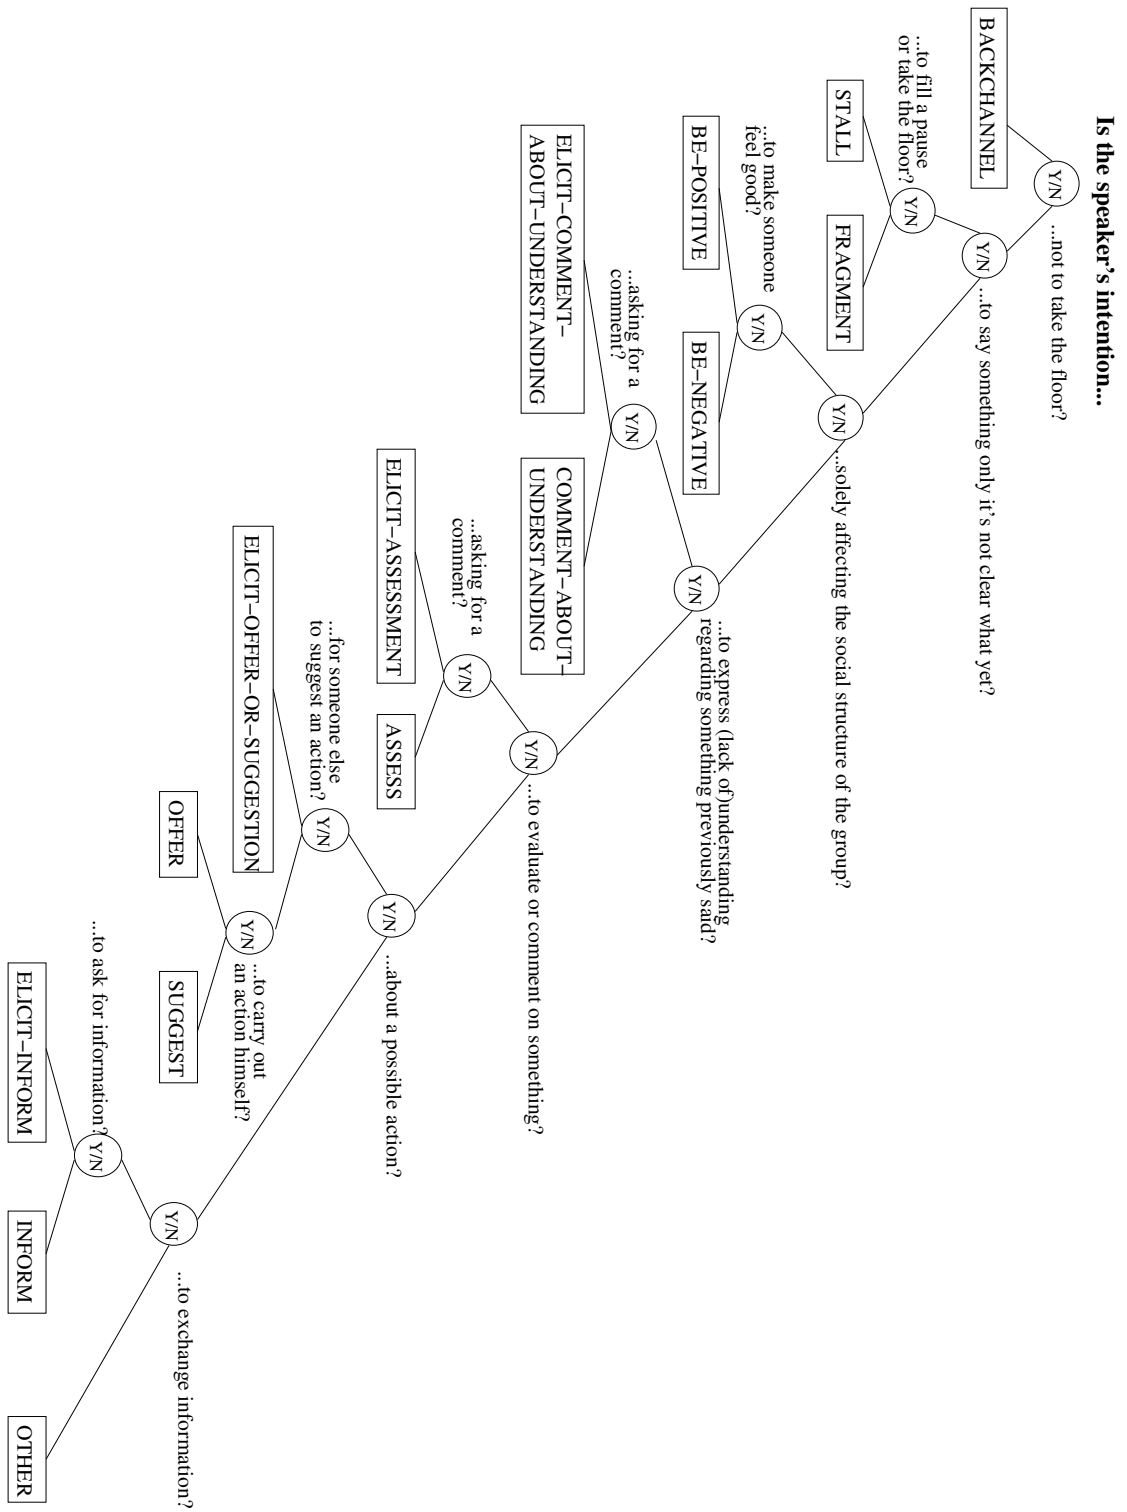 Is the speaker's intention...
...not to take the floor?
Y/N
BACKCHANNEL
...to say something only it's not clear what yet?
Y/N
...to fill a pause
or take the floor?
Y/N
STALL
FRAGMENT
...solely affecting the social structure of the group?
Y/N
...to make someone
feel good?
Y/N
BE−POSITIVE
BE−NEGATIVE
...to express (lack of)understanding
regarding something previously said?
Y/N
...asking for a
comment?
Y/N
ELICIT−COMMENT−
ABOUT−UNDERSTANDING
COMMENT−ABOUT−
UNDERSTANDING
...to evaluate or comment on something?
Y/N
...asking for a
comment?
Y/N
ELICIT−ASSESSMENT
ASSESS
...about a possible action?
Y/N
...for someone else
to suggest an action?
Y/N
ELICIT−OFFER−OR−SUGGESTION
...to carry out
an action himself?
Y/N
OFFER
SUGGEST
...to exchange information?
Y/N
...to ask for information?
Y/N
ELICIT−INFORM
INFORM
OTHER